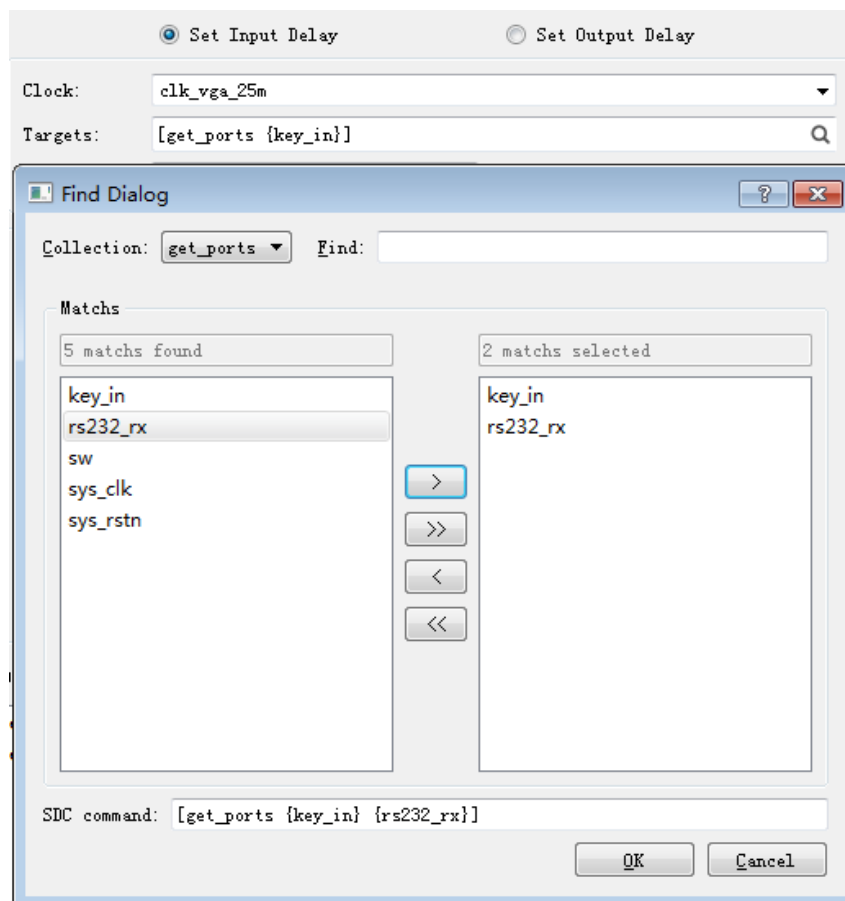 Set Input Delay Set Output Delay
Clock: clk_vga_25m
Targets: [get_ports {key_in}]
Find Dialog
Collection: get_ports Find:
Matchs
5 matchs found 2 matchs selected
key_in key_in
rs232_rx rs232_rx
sw
sys_clk
sys_rstn
>
>>
<
<<
SDC command: [get_ports {key_in} {rs232_rx}]
OK Cancel